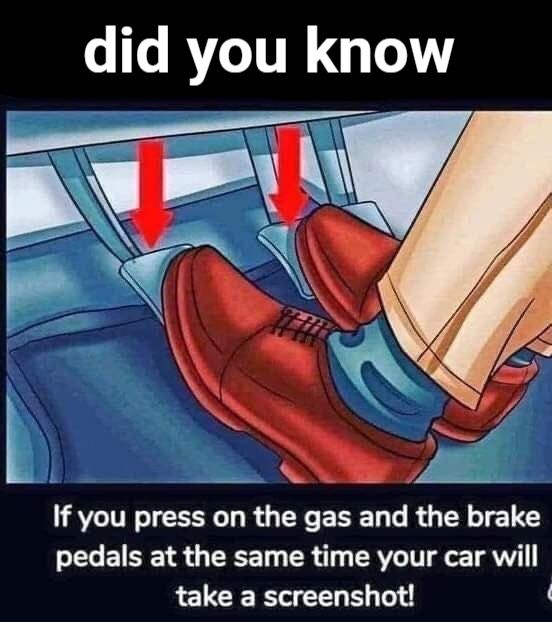 did you know
If you press on the gas and the brake
pedals at the same time your car will
take a screenshot!